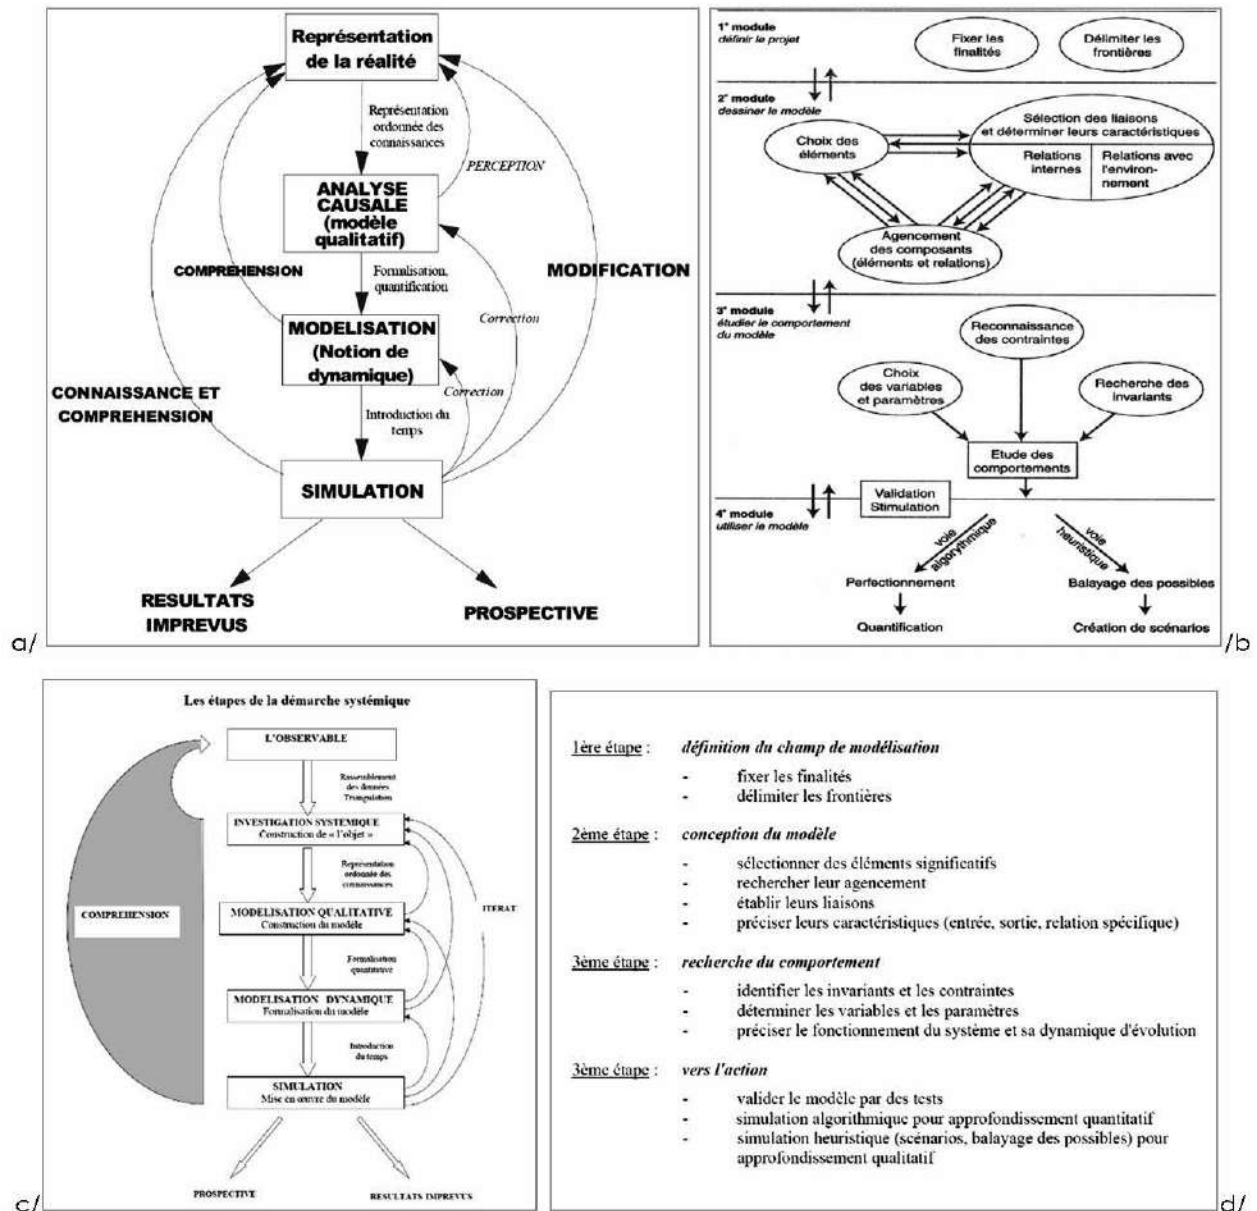 Représentation
de la réalité
Représentation
ordonnée des
connaissances
PERCEPTION
ANALYSE
CAUSALE
(modèle
qualitatif)
COMPREHENSION
Formalisation,
quantification
MODIFICATION
MODELISATION
(Notion de
dynamique)
Correction
Correction
CONNAISSANCE ET
COMPREHENSION
Introduction du
temps
SIMULATION
RESULTATS
IMPREVUS
PROSPECTIVE
a/
1° module
définir le projet
Fixer les
finalités
Délimiter les
frontières
2° module
dessiner le modèle
Choix des
éléments
Sélection des liaisons
et déterminer leurs caractéristiques
Relations
internes
Relations avec
l'environ-
nement
Agencement
des composants
(éléments et relations)
3° module
étudier le comportement
du modèle
Reconnaissance
des contraintes
Choix
des variables
et paramètres
Recherche des
invariants
Etude des
comportements
Validation
Stimulation
4° module
utiliser le modèle
voie
algorythmique
voie
heuristique
Perfectionnement
Balayage des possibles
Quantification
Création de scénarios
/b
Les étapes de la démarche systémique
L'OBSERVABLE
Rassemblement
des données
Triangulation
INVESTIGATION SYSTEMIQUE
Construction de « l'objet »
Représentation
ordonnée des
connaissances
COMPREHENSION
ITERAT
MODELISATION QUALITATIVE
Construction du modèle
Formalisation
quantitative
MODELISATION DYNAMIQUE
Formalisation du modèle
Introduction
du temps
SIMULATION
Mise en œuvre du modèle
PROSPECTIVE
RESULTATS IMPREVUS
c/
1ère étape : définition du champ de modélisation
- fixer les finalités
- délimiter les frontières
2ème étape : conception du modèle
- sélectionner des éléments significatifs
- rechercher leur agencement
- établir leurs liaisons
- préciser leurs caractéristiques (entrée, sortie, relation spécifique)
3ème étape : recherche du comportement
- identifier les invariants et les contraintes
- déterminer les variables et les paramètres
- préciser le fonctionnement du système et sa dynamique d'évolution
3ème étape : vers l'action
- valider le modèle par des tests
- simulation algorithmique pour approfondissement quantitatif
- simulation heuristique (scénarios, balayage des possibles) pour
approfondissement qualitatif
d/